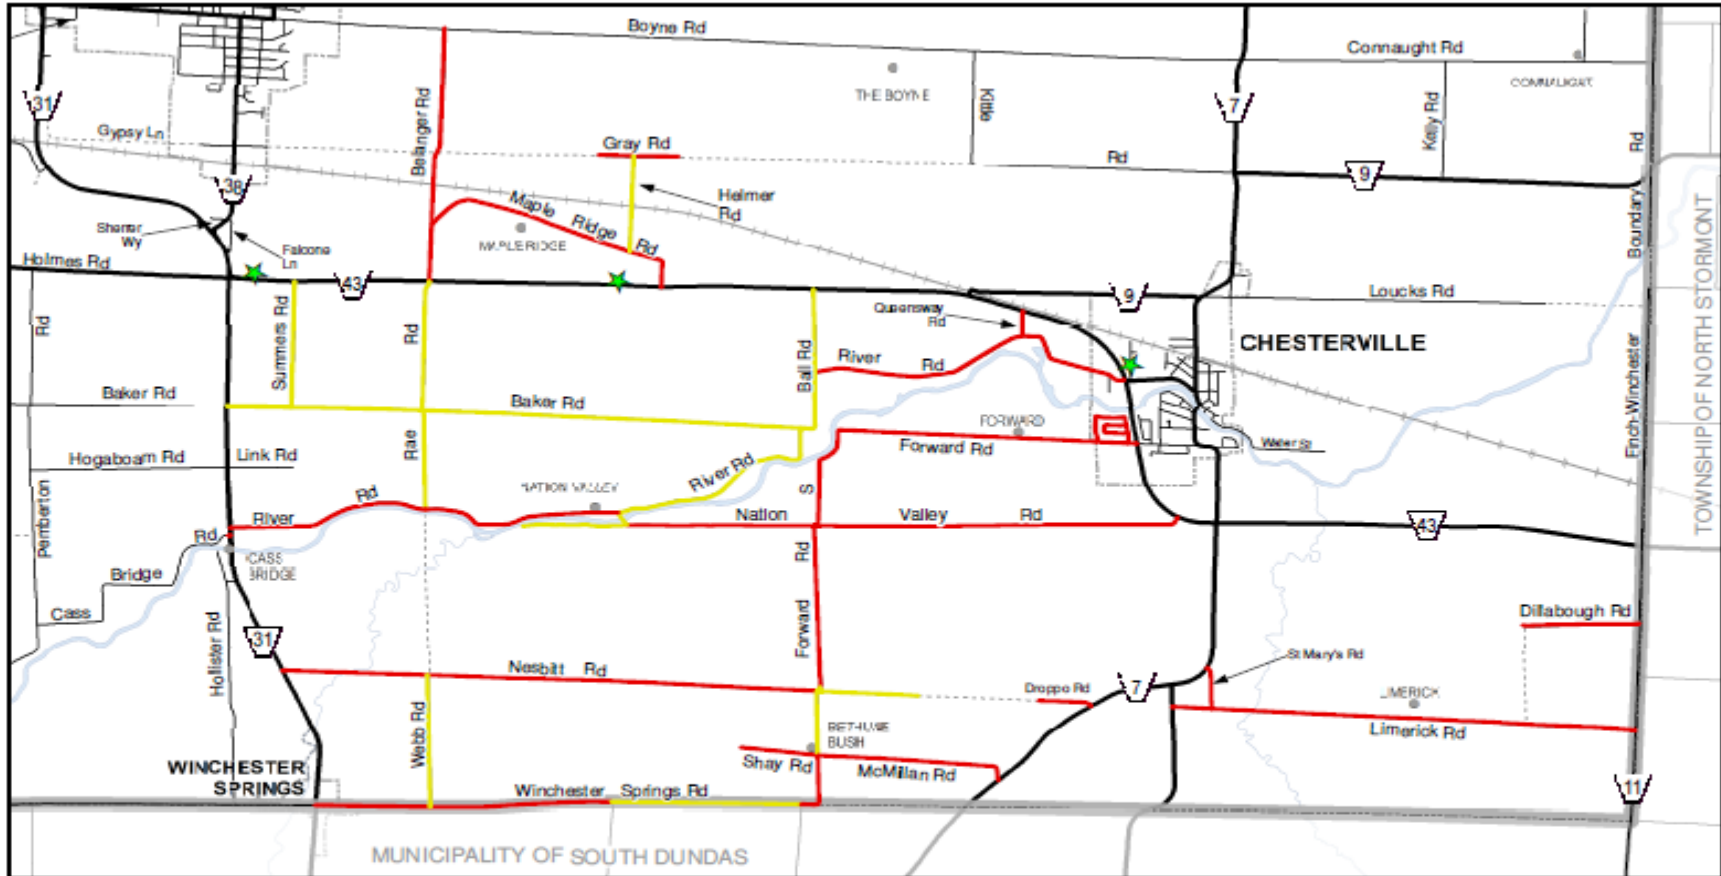 Boyne Rd
Connaught Rd
CONNAUGHT
THE BOYNE
31
7
Belanger Rd
Kittle
Kelly Rd
Gypsy Ln
Gray Rd
Rd
Rd
9
38
Helmer
Rd
Maple Ridge Rd
MAPLE RIDGE
Boundary
TOWNSHIP OF NORTH STORMONT
Wy
Falcone
Ln
Holmes Rd
43
9
Loucks Rd
Queensway
Rd
CHESTERVILLE
Rd
Summers Rd
Rd
Ball Rd
River Rd
Baker Rd
Baker Rd
FORWARD
Forward Rd
Water St
Finch-Winchester
Hogaboam Rd
Link Rd
Rae
River Rd
NATION VALLEY
S
Pemberton
River Rd
Nation Valley Rd
43
Rd
Rd
CASS
BRIDGE
Bridge
Cass
Hollister Rd
31
Forward
Dillabough Rd
St Mary's Rd
Nesbitt Rd
Droppo Rd
7
LIMERICK
Limerick Rd
Webb Rd
BETHUNE
BUSH
Shay Rd
McMillan Rd
WINCHESTER
SPRINGS
Winchester Springs Rd
11
MUNICIPALITY OF SOUTH DUNDAS